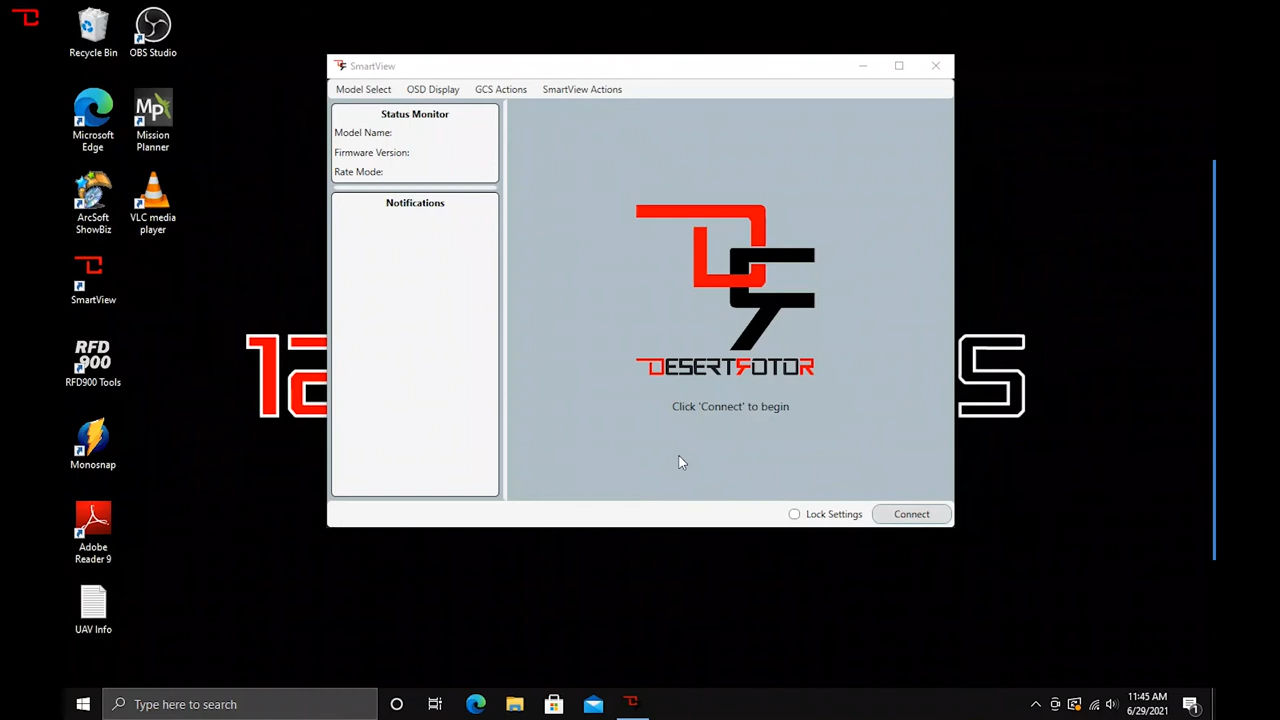 Recycle Bin
OBS Studio
Microsoft
Edge
Mp
Mission
Planner
ArcSoft
ShowBiz
VLC media
player
SmartView
RFD
900
RFD900 Tools
Monosnap
Adobe
Reader 9
UAV Info
SmartView
Model Select
OSD Display
GCS Actions
SmartView Actions
Status Monitor
Model Name:
Firmware Version:
Rate Mode:
Notifications
DESERTROTOR
Click 'Connect' to begin
Lock Settings
Connect
Type here to search
11:45 AM
6/29/2021
1